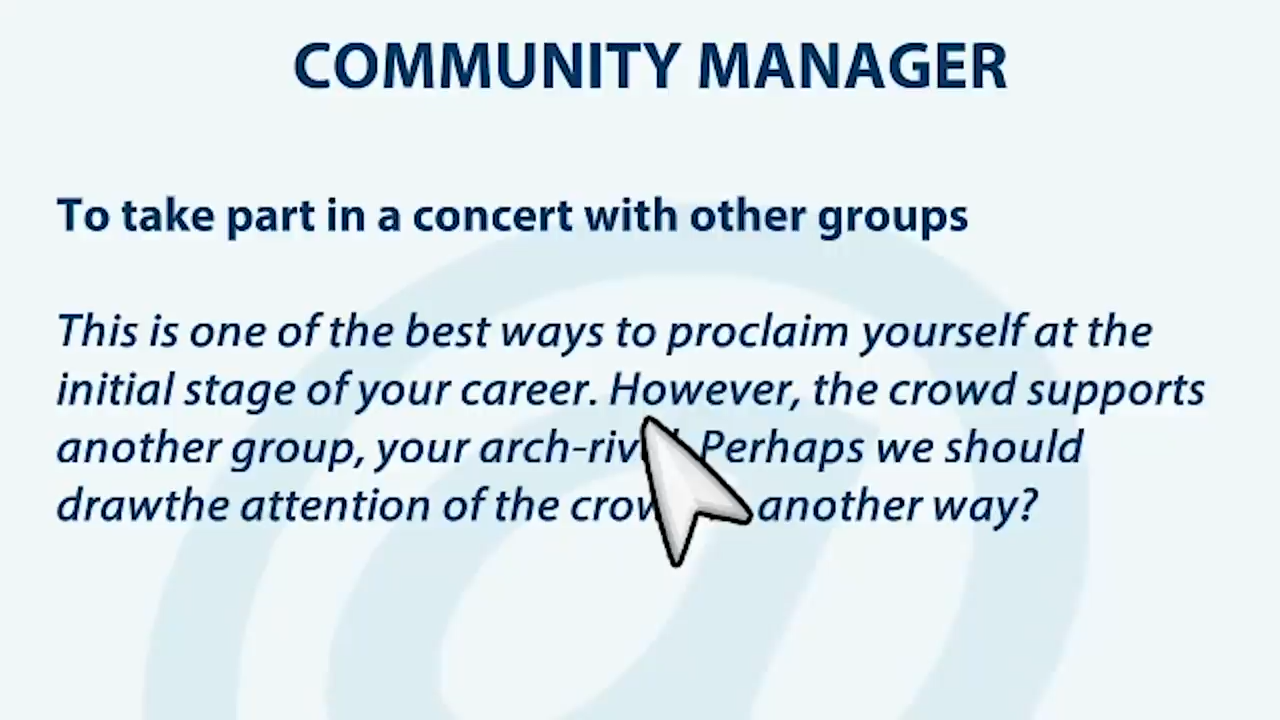 COMMUNITY MANAGER
To take part in a concert with other groups
This is one of the best ways to proclaim yourself at the
initial stage of your career. However, the crowd supports
another group, your Perhaps we should
drawthe attention of the another way?